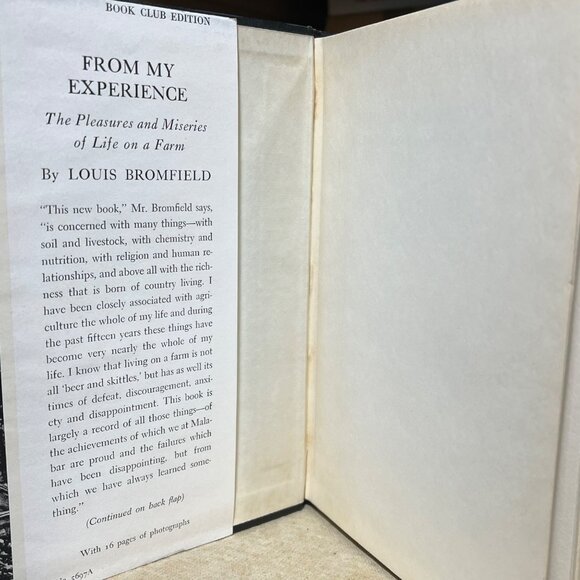 BOOK CLUB EDITION
FROM MY
EXPERIENCE
The Pleasures and Miseries
of Life on a Farm
By LOUIS BROMFIELD
"This new book," Mr. Bromfield says,
"is concerned with many things—with
soil and livestock, with chemistry and
nutrition, with religion and human re-
lationships, and above all with the rich-
ness that is born of country living. I
have been closely associated with agri-
culture the whole of my life and during
the past fifteen years these things have
become very nearly the whole of my
life. I know that living on a farm is not
all 'beer and skittles,' but has as well its
times of defeat, discouragement, anxi-
ety and disappointment. This book is
largely a record of all those things—of
the achievements of which we at Mala-
bar are proud and the failures which
have been disappointing, but from
which we have always learned some-
thing."
(Continued on back flap)
With 16 pages of photographs
5697A